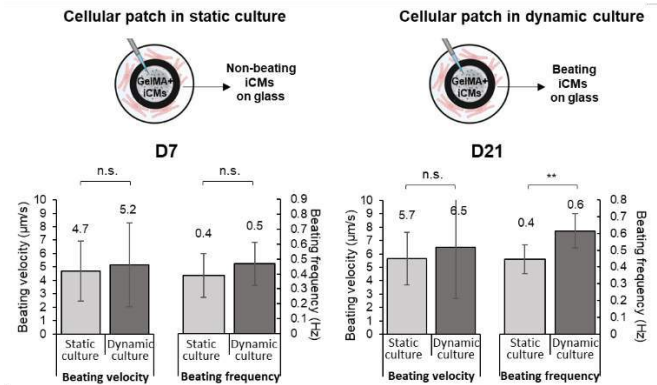 Cellular patch in static culture
Cellular patch in dynamic culture
GelMA+
iCMs
Non-beating
iCMs
on glass
GelMA+
iCMs
Beating
iCMs
on glass
D7
D21
n.s.
n.s.
n.s.
**
Beating velocity (µm/s)
10
9
8
7
6
5
4
3
2
1
0
4.7
5.2
0.4
0.5
0.9
0.8
0.7
0.6
0.5
0.4
0.3
0.2
0.1
0
Beating frequency (Hz)
Static culture
Dynamic culture
Static culture
Dynamic culture
Beating velocity
Beating frequency
Beating velocity (µm/s)
10
9
8
7
6
5
4
3
2
1
0
5.7
6.5
0.4
0.6
0.8
0.7
0.6
0.5
0.4
0.3
0.2
0.1
0
Beating frequency (Hz)
Static culture
Dynamic culture
Static culture
Dynamic culture
Beating velocity
Beating frequency